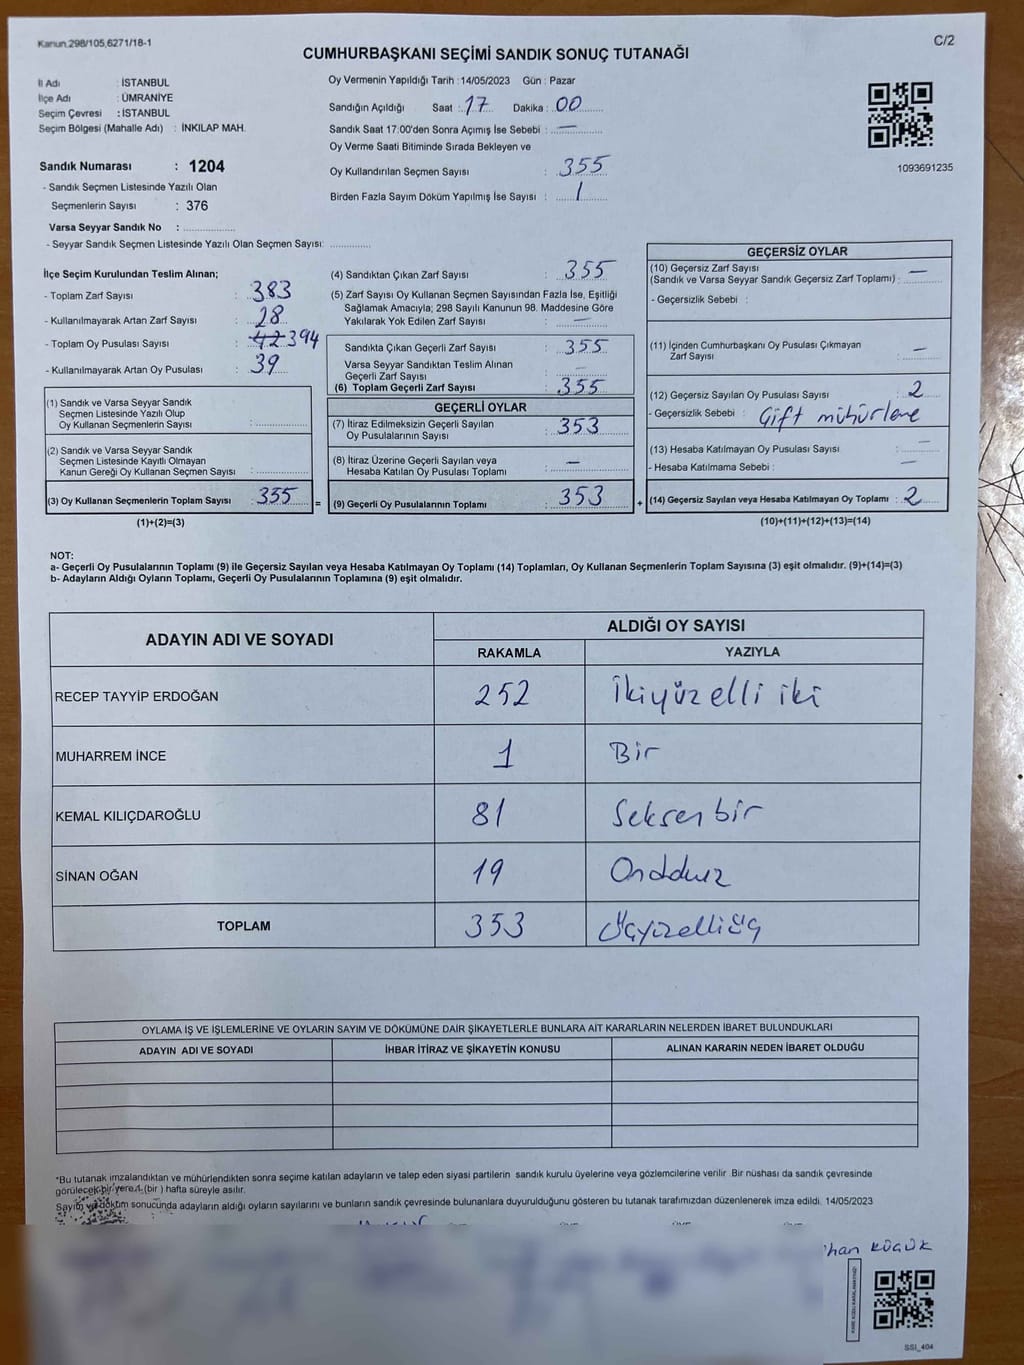 Kanun.298/105,6271/18-1
C/2
CUMHURBAŞKANI SEÇİMİ SANDIK SONUÇ TUTANAĞI
İl Adı : İSTANBUL
İlçe Adı : ÜMRANİYE
Seçim Çevresi : İSTANBUL
Seçim Bölgesi (Mahalle Adı) : İNKILAP MAH.
Sandık Numarası : 1204
- Sandık Seçmen Listesinde Yazılı Olan
Seçmenlerin Sayısı : 376
Varsa Seyyar Sandık No :
- Seyyar Sandık Seçmen Listesinde Yazılı Olan Seçmen Sayısı:
Oy Vermenin Yapıldığı Tarih : 14/05/2023 Gün : Pazar
Sandığın Açıldığı Saat : 17 Dakika : 00
Sandık Saat 17:00'den Sonra Açımış İse Sebebi : —
Oy Verme Saati Bitiminde Sırada Bekleyen ve
Oy Kullandırılan Seçmen Sayısı : 355
Birden Fazla Sayım Döküm Yapılmış İse Sayısı : 1
1093691235
İlçe Seçim Kurulundan Teslim Alınan;
- Toplam Zarf Sayısı : 383
- Kullanılmayarak Artan Zarf Sayısı : 28
- Toplam Oy Pusulası Sayısı : 42 394
- Kullanılmayarak Artan Oy Pusulası : 39
(1) Sandık ve Varsa Seyyar Sandık
Seçmen Listesinde Yazılı Olup
Oy Kullanan Seçmenlerin Sayısı :
(2) Sandık ve Varsa Seyyar Sandık
Seçmen Listesinde Kayıtlı Olmayan
Kanun Gereği Oy Kullanan Seçmen Sayısı :
(3) Oy Kullanan Seçmenlerin Toplam Sayısı : 355 =
(1)+(2)=(3)
(4) Sandıktan Çıkan Zarf Sayısı : 355
(5) Zarf Sayısı Oy Kullanan Seçmen Sayısından Fazla İse, Eşitliği
Sağlamak Amacıyla; 298 Sayılı Kanunun 98. Maddesine Göre
Yakılarak Yok Edilen Zarf Sayısı : —
Sandıkta Çıkan Geçerli Zarf Sayısı : 355
Varsa Seyyar Sandıktan Teslim Alınan
Geçerli Zarf Sayısı : —
(6) Toplam Geçerli Zarf Sayısı : 355
GEÇERLİ OYLAR
(7) İtiraz Edilmeksizin Geçerli Sayılan
Oy Pusulalarının Sayısı : 353
(8) İtiraz Üzerine Geçerli Sayılan veya
Hesaba Katılan Oy Pusulası Toplamı : —
(9) Geçerli Oy Pusulalarının Toplamı : 353 +
GEÇERSİZ OYLAR
(10) Geçersiz Zarf Sayısı
(Sandık ve Varsa Seyyar Sandık Geçersiz Zarf Toplamı) : —
- Geçersizlik Sebebi :
(11) İçinden Cumhurbaşkanı Oy Pusulası Çıkmayan
Zarf Sayısı : —
(12) Geçersiz Sayılan Oy Pusulası Sayısı : 2
- Geçersizlik Sebebi : Çift mühürleme
(13) Hesaba Katılmayan Oy Pusulası Sayısı : —
- Hesaba Katılmama Sebebi : —
(14) Geçersiz Sayılan veya Hesaba Katılmayan Oy Toplamı : 2
(10)+(11)+(12)+(13)=(14)
NOT:
a- Geçerli Oy Pusulalarının Toplamı (9) ile Geçersiz Sayılan veya Hesaba Katılmayan Oy Toplamı (14) Toplamları, Oy Kullanan Seçmenlerin Toplam Sayısına (3) eşit olmalıdır. (9)+(14)=(3)
b- Adayların Aldığı Oyların Toplamı, Geçerli Oy Pusulalarının Toplamına (9) eşit olmalıdır.
ADAYIN ADI VE SOYADI
ALDIĞI OY SAYISI
RAKAMLA YAZIYLA
RECEP TAYYİP ERDOĞAN 252 İkiyüzelli iki
MUHARREM İNCE 1 Bir
KEMAL KILIÇDAROĞLU 81 Seksen bir
SİNAN OĞAN 19 Ondokuz
TOPLAM 353 Üçyüzelliüç
OYLAMA İŞ VE İŞLEMLERİNE VE OYLARIN SAYIM VE DÖKÜMÜNE DAİR ŞİKAYETLERLE BUNLARA AİT KARARLARIN NELERDEN İBARET BULUNDUKLARI
ADAYIN ADI VE SOYADI İHBAR İTİRAZ VE ŞİKAYETİN KONUSU ALINAN KARARIN NEDEN İBARET OLDUĞU
*Bu tutanak imzalandıktan ve mühürlendikten sonra seçime katılan adayların ve talep eden siyasi partilerin sandık kurulu üyelerine veya gözlemcilerine verilir. Bir nüshası da sandık çevresinde
görülecek bir yere 1 (bir ) hafta süreyle asılır.
Sayım ve döküm sonucunda adayların aldığı oyların sayılarını ve bunların sandık çevresinde bulunanlara duyurulduğunu gösteren bu tutanak tarafımızdan düzenlenerek imza edildi. 14/05/2023
han KÜÇÜK
SSI_404